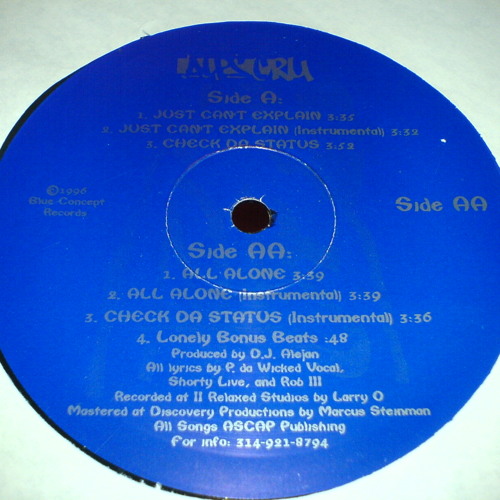 Side A:
1. JUST CAN'T EXPLAIN 3:35
2. JUST CAN'T EXPLAIN (Instrumental) 3:32
3. CHECK DA STATUS 3:52
©1996
Blue Concept
Records
Side AA
Side AA:
1. ALL ALONE 3:39
2. ALL ALONE (Instrumental) 3:39
3. CHECK DA STATUS (Instrumental) 3:36
4. Lonely Bonus Beats :48
Produced by D.J. Alejan
All lyrics by P. da Wicked Vocal,
Shorty Live, and Rob III
Recorded at II Relaxed Studios by Larry O
Mastered at Discovery Productions by Marcus Steinman
All Songs ASCAP Publishing
For info: 314-921-8794